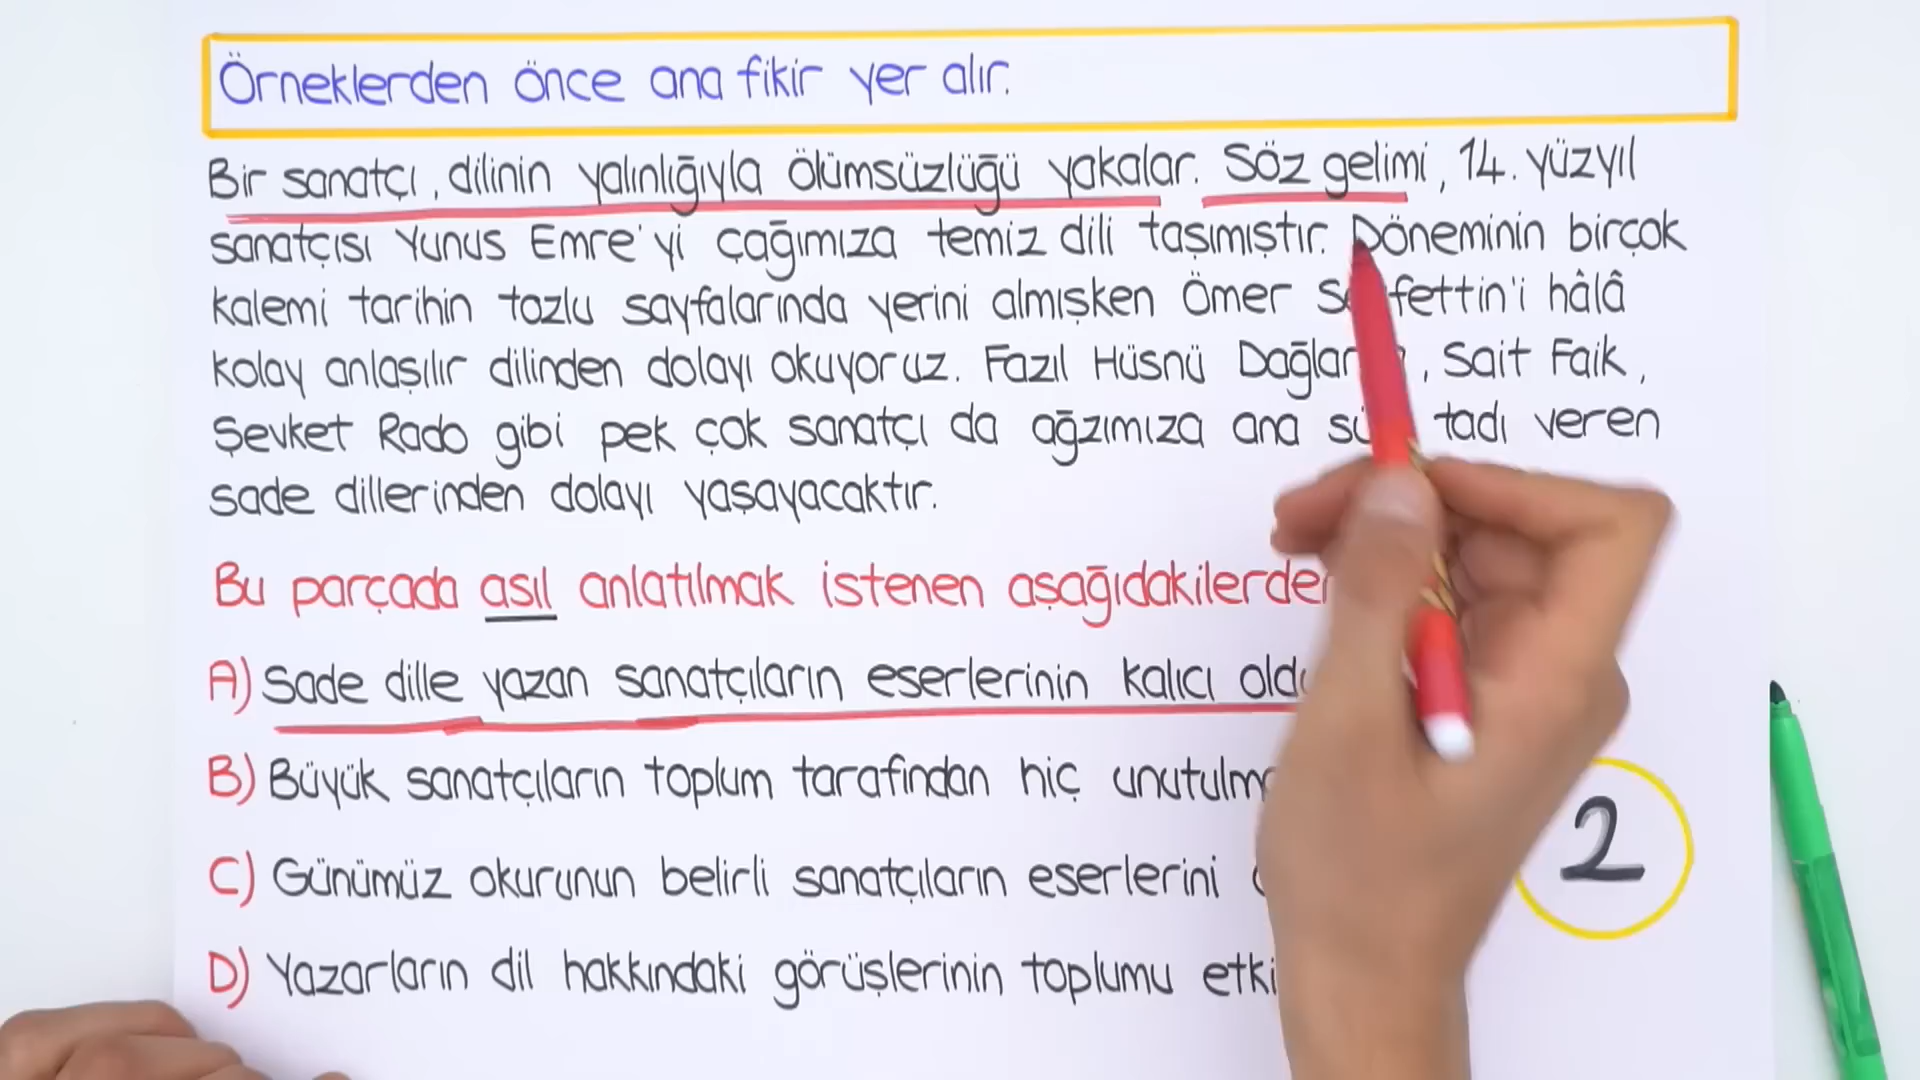 Örneklerden önce ana fikir yer alır.
Bir sanatçı, dilinin yalınlığıyla ölümsüzlüğü yakalar. Söz gelimi, 14. yüzyıl
sanatçısı Yunus Emre'yi çağımıza temiz dili taşımıştır. Döneminin birçok
kalemi tarihin tozlu sayfalarında yerini almışken Ömer hâlâ
kolay anlaşılır dilinden dolayı okuyoruz. Fazıl Hüsnü , Sait Faik,
Şevket Rado gibi pek çok sanatçı da ağzımıza ana tadı veren
sade dillerinden dolayı yaşayacaktır.
Bu parçada asıl anlatılmak istenen
A) Sade dille yazan sanatçıların eserlerinin kalıcı
B) Büyük sanatçıların toplum tarafından hiç
C) Günümüz okurunun belirli sanatçıların eserlerini
D) Yazarların dil hakkındaki görüşlerinin toplumu
2